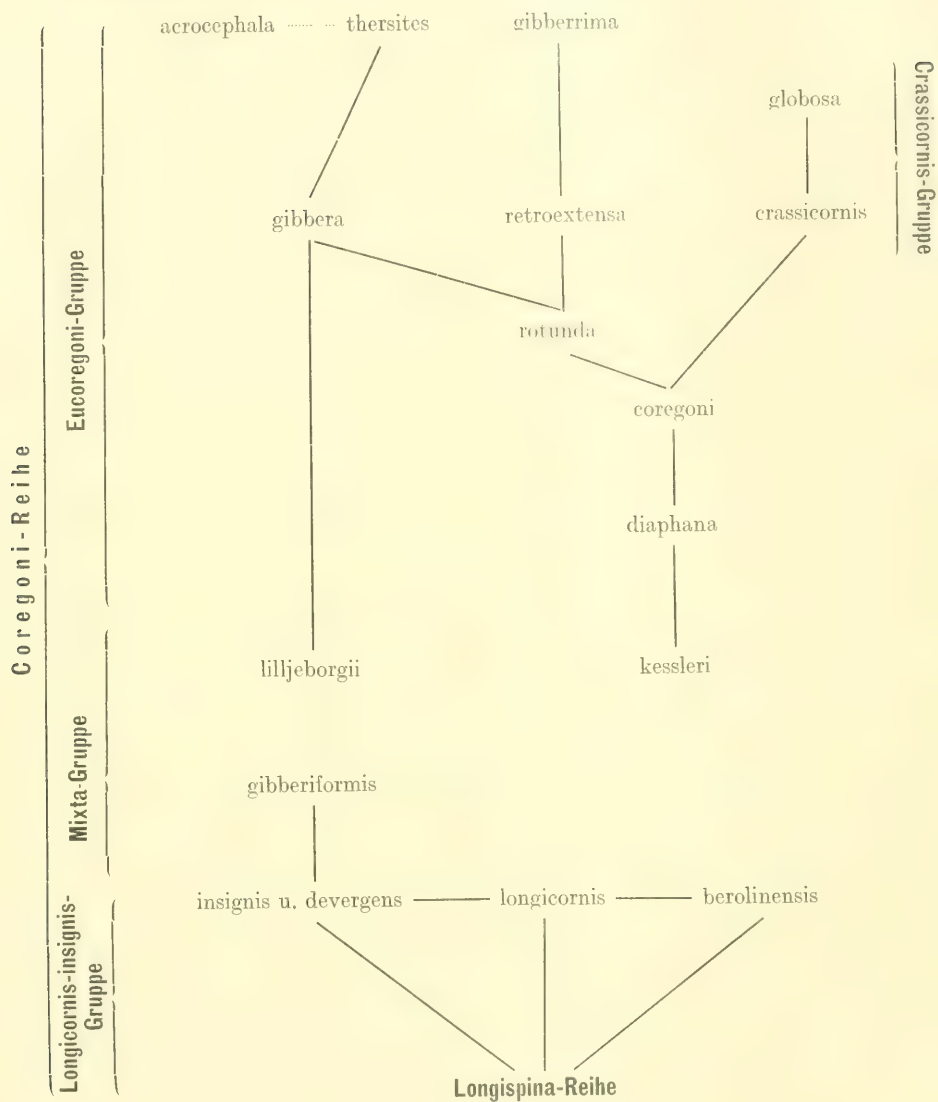 acrocephala ...... ... thersites gibberrima
globosa
Crassicornis-Gruppe
gibbera retroextensa crassicornis
rotunda
Eucoregoni-Gruppe
coregoni
Coregoni-Reihe
diaphana
lilljeborgii kessleri
Mixta-Gruppe
gibberiformis
insignis u. devergens longicornis berolinensis
Longicornis-insignis-
Gruppe
Longispina-Reihe